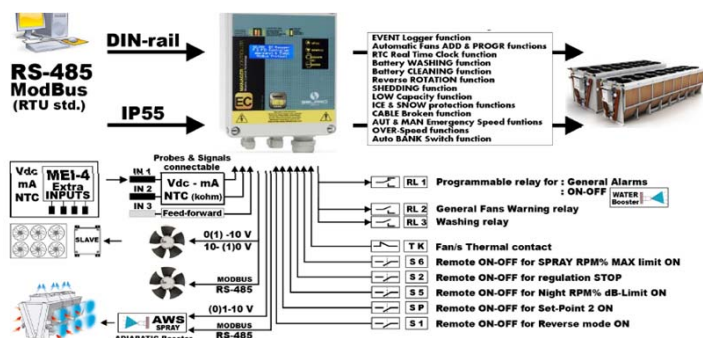 DIN-rail
RS-485
ModBus
(RTU std.)
IP55
EC
EVENT Logger function
Automatic Fans ADD & PROGR functions
RTC Real Time Clock function
Battery WASHING function
Battery CLEANING function
Reverse ROTATION function
SHEDDING function
LOW Capacity function
ICE & SNOW protection functions
CABLE Broken function
AUT & MAN Emergency Speed funtions
OVER-Speed functions
Auto BANK Switch function
Vdc
mA
NTC
MEI-4
Extra
INPUTS
Probes & Signals
connectable
IN 1
IN 2
IN 3
Vdc - mA
NTC (kohm)
Feed-forward
SLAVE
0(1) -10 V
10- (1)0 V
MODBUS
RS-485
(0)1-10 V
AWS
SPRAY
MODBUS
RS-485
ADIABATIC Booster
RL 1 Programmable relay for : General Alarms
: ON-OFF
WATER
Booster
RL 2 General Fans Warning relay
RL 3 Washing relay
T K Fan/s Thermal contact
S 6 Remote ON-OFF for SPRAY RPM% MAX limit ON
S 2 Remote ON-OFF for regulation STOP
S 5 Remote ON-OFF for Night RPM% dB-Limit ON
S P Remote ON-OFF for Set-Point 2 ON
S 1 Remote ON-OFF for Reverse mode ON